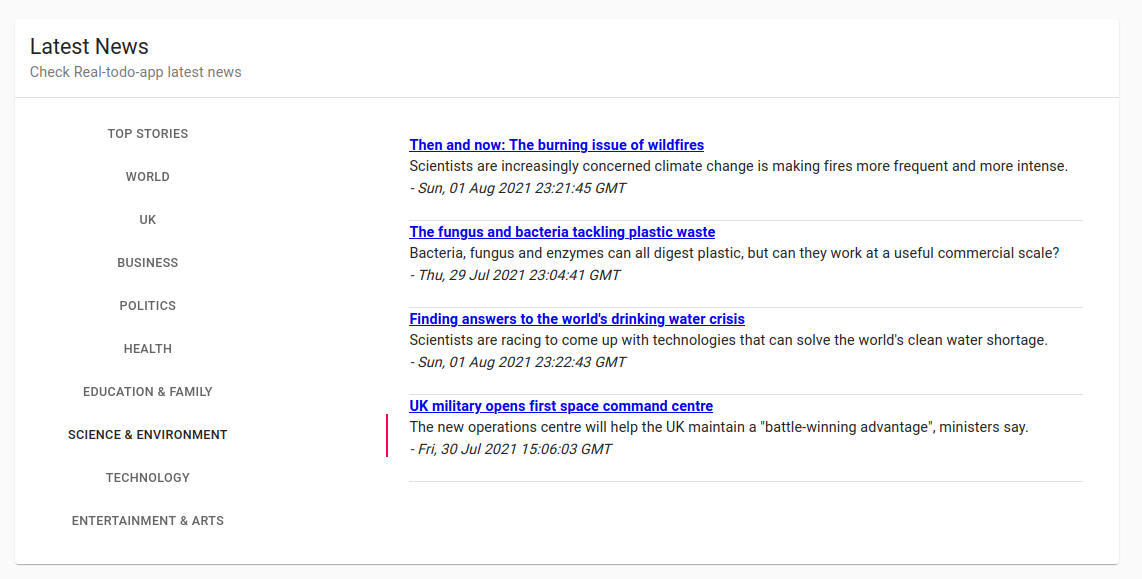 Latest News
Check Real-todo-app latest news
TOP STORIES
WORLD
UK
BUSINESS
POLITICS
HEALTH
EDUCATION & FAMILY
SCIENCE & ENVIRONMENT
TECHNOLOGY
ENTERTAINMENT & ARTS
Then and now: The burning issue of wildfires
Scientists are increasingly concerned climate change is making fires more frequent and more intense.
- Sun, 01 Aug 2021 23:21:45 GMT
The fungus and bacteria tackling plastic waste
Bacteria, fungus and enzymes can all digest plastic, but can they work at a useful commercial scale?
- Thu, 29 Jul 2021 23:04:41 GMT
Finding answers to the world's drinking water crisis
Scientists are racing to come up with technologies that can solve the world's clean water shortage.
- Sun, 01 Aug 2021 23:22:43 GMT
UK military opens first space command centre
The new operations centre will help the UK maintain a "battle-winning advantage", ministers say.
- Fri, 30 Jul 2021 15:06:03 GMT